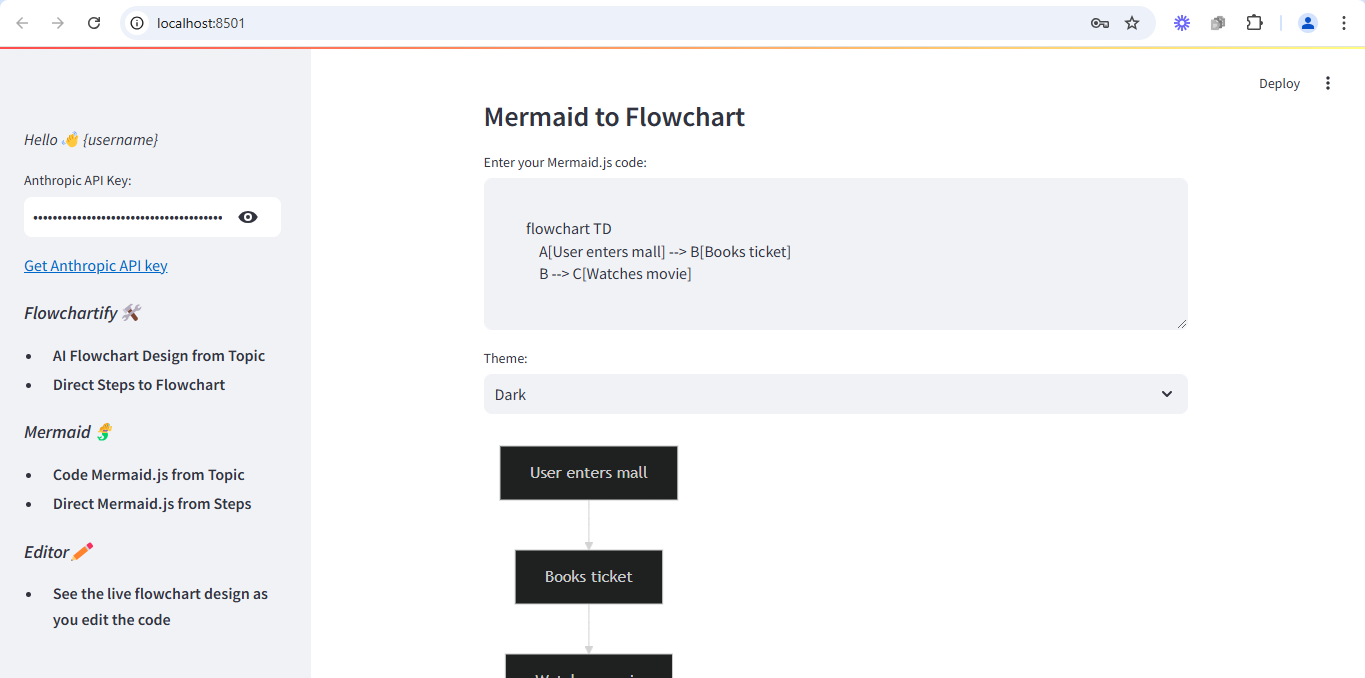 localhost:8501
Deploy
Hello 👋 {username}
Anthropic API Key:
••••••••••••••••••••••••••••••••••••••
Get Anthropic API key
Flowchartify 🛠️
• AI Flowchart Design from Topic
• Direct Steps to Flowchart
Mermaid 🧜
• Code Mermaid.js from Topic
• Direct Mermaid.js from Steps
Editor ✏️
• See the live flowchart design as
you edit the code
Mermaid to Flowchart
Enter your Mermaid.js code:
flowchart TD
A[User enters mall] --> B[Books ticket]
B --> C[Watches movie]
Theme:
Dark
User enters mall
Books ticket